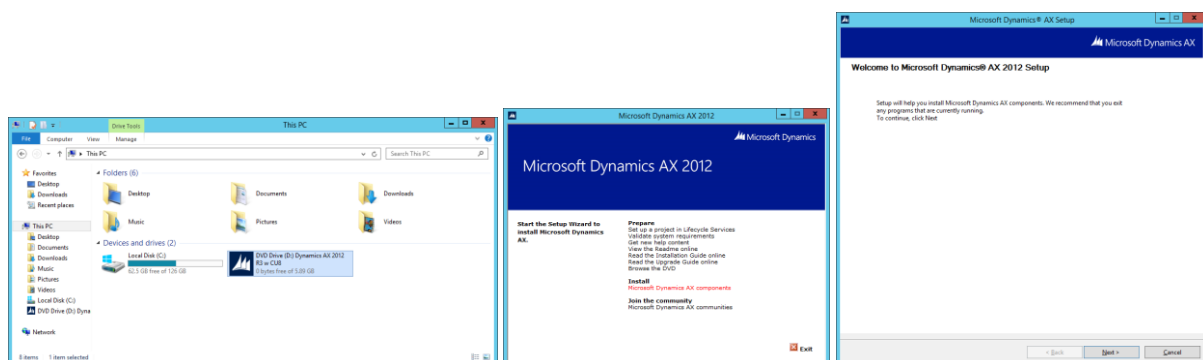 Drive Tools
This PC
File
Computer
View
Manage
This PC
Search This PC
Favorites
Desktop
Downloads
Recent places
This PC
Desktop
Documents
Downloads
Music
Pictures
Videos
Local Disk (C:)
DVD Drive (D:) Dyna
Network
Folders (6)
Desktop
Documents
Downloads
Music
Pictures
Videos
Devices and drives (2)
Local Disk (C:)
62.5 GB free of 126 GB
DVD Drive (D:) Dynamics AX 2012
R3 w CU8
0 bytes free of 5.89 GB
6 items
1 item selected
Microsoft Dynamics AX 2012
Microsoft Dynamics
Microsoft Dynamics AX 2012
Start the Setup Wizard to
install Microsoft Dynamics
AX.
Prepare
Set up a project in Lifecycle Services
Validate system requirements
Get new help content
View the Readme online
Read the Installation Guide online
Read the Upgrade Guide online
Browse the DVD
Install
Microsoft Dynamics AX components
Join the community
Microsoft Dynamics AX communities
Exit
Microsoft Dynamics® AX Setup
Microsoft Dynamics AX
Welcome to Microsoft Dynamics® AX 2012 Setup
Setup will help you install Microsoft Dynamics AX components. We recommend that you exit
any programs that are currently running.
To continue, click Next
< Back
Next >
Cancel